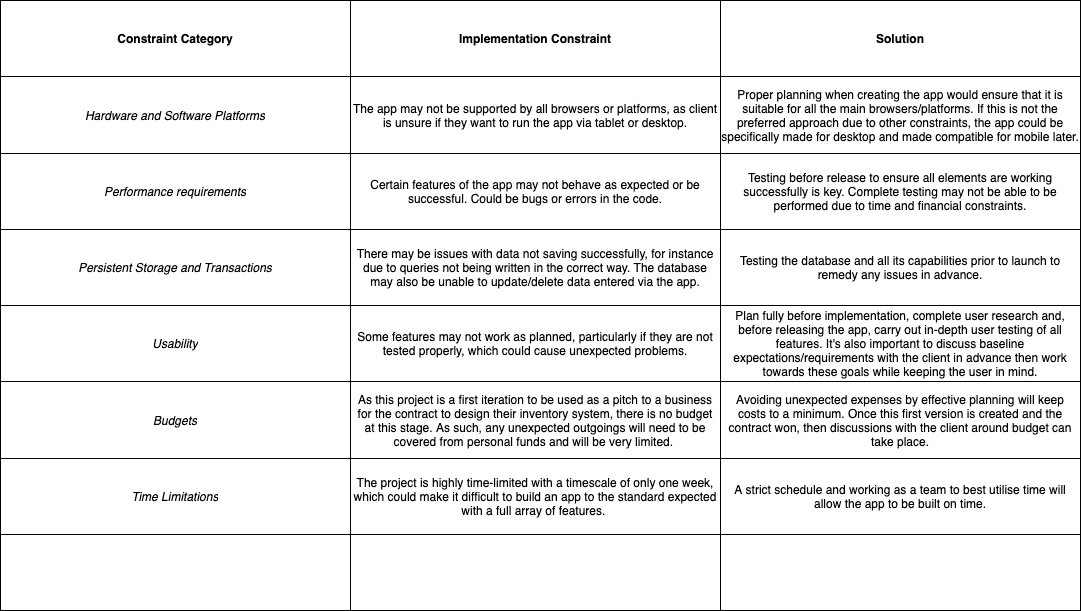 Constraint Category
Implementation Constraint
Solution
Hardware and Software Platforms
The app may not be supported by all browsers or platforms, as client
is unsure if they want to run the app via tablet or desktop.
Proper planning when creating the app would ensure that it is
suitable for all the main browsers/platforms. If this is not the
preferred approach due to other constraints, the app could be
specifically made for desktop and made compatible for mobile later.
Performance requirements
Certain features of the app may not behave as expected or be
successful. Could be bugs or errors in the code.
Testing before release to ensure all elements are working
successfully is key. Complete testing may not be able to be
performed due to time and financial constraints.
Persistent Storage and Transactions
There may be issues with data not saving successfully, for instance
due to queries not being written in the correct way. The database
may also be unable to update/delete data entered via the app.
Testing the database and all its capabilities prior to launch to
remedy any issues in advance.
Usability
Some features may not work as planned, particularly if they are not
tested properly, which could cause unexpected problems.
Plan fully before implementation, complete user research and,
before releasing the app, carry out in-depth user testing of all
features. It's also important to discuss baseline
expectations/requirements with the client in advance then work
towards these goals while keeping the user in mind.
Budgets
As this project is a first iteration to be used as a pitch to a business
for the contract to design their inventory system, there is no budget
at this stage. As such, any unexpected outgoings will need to be
covered from personal funds and will be very limited.
Avoiding unexpected expenses by effective planning will keep
costs to a minimum. Once this first version is created and the
contract won, then discussions with the client around budget can
take place.
Time Limitations
The project is highly time-limited with a timescale of only one week,
which could make it difficult to build an app to the standard expected
with a full array of features.
A strict schedule and working as a team to best utilise time will
allow the app to be built on time.